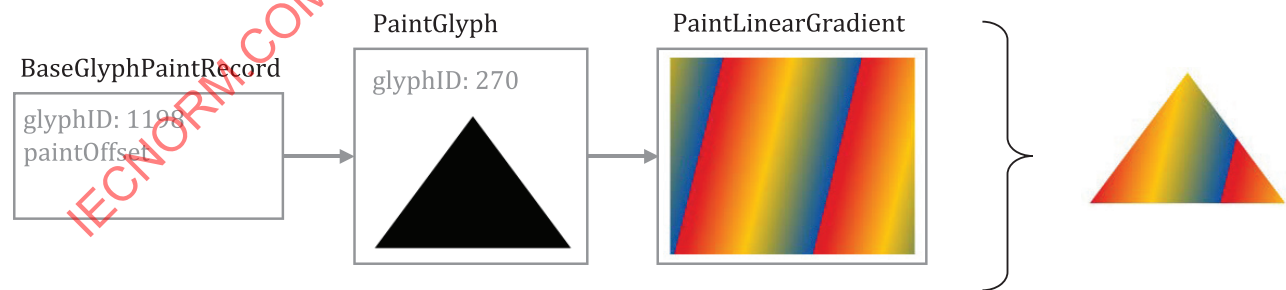 PaintGlyph
PaintLinearGradient
BaseGlyphPaintRecord
glyphID: 270
glyphID: 1198
paintOffset
IECNORM.COM